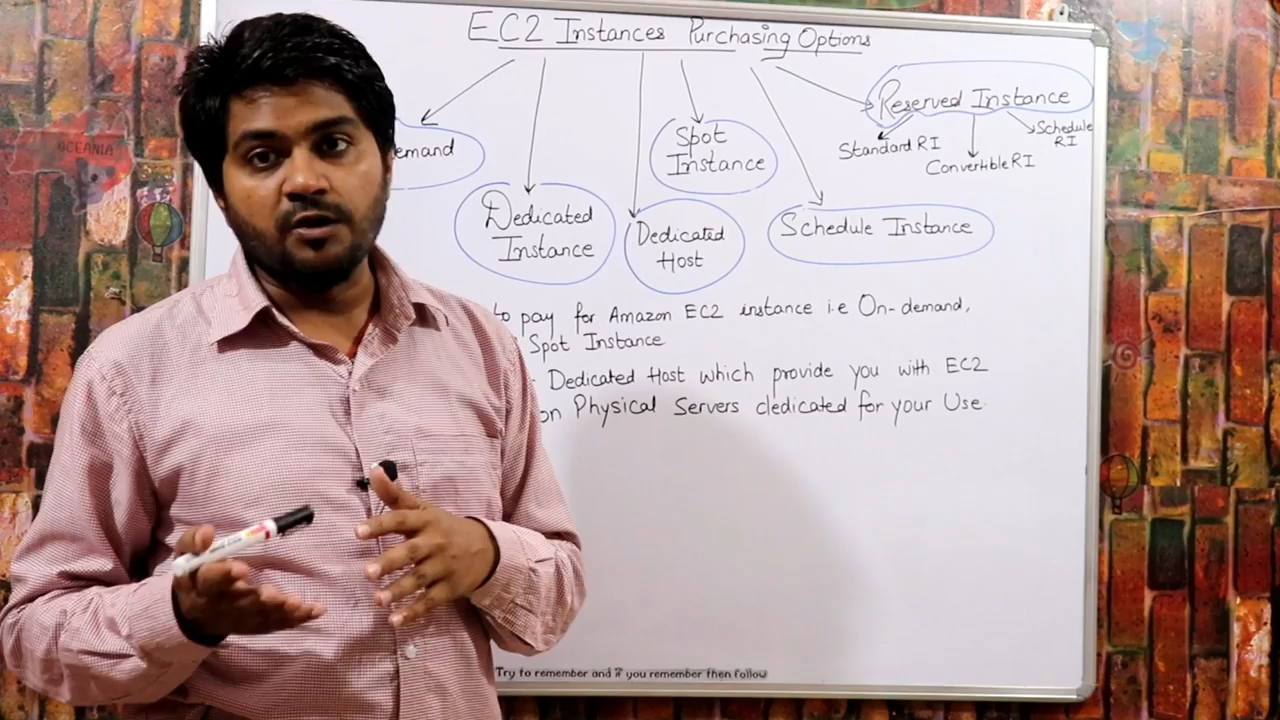 EC2 Instances Purchasing Options
Reserved Instance
Standard RI
Convertible RI
Schedule
RI
emand
Spot
Instance
Dedicated
Instance
Dedicated
Host
Schedule Instance
to pay for Amazon EC2 instance i.e On-demand,
Spot Instance
Dedicated Host which provide you with EC2
on Physical Servers dedicated for your Use.
Try to remember and if you remember then follow
OCEANIA